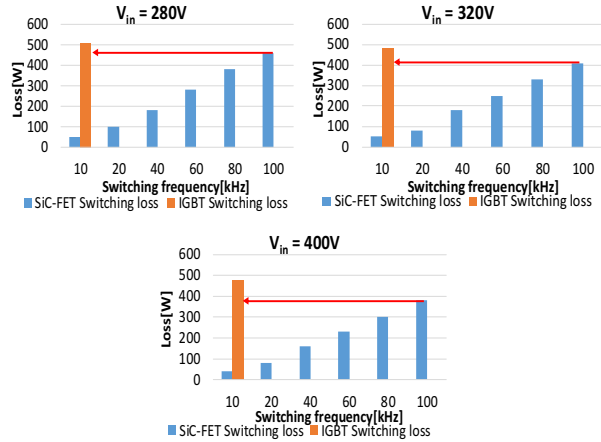 V_in = 280V
600
500
400
300
200
100
0
Loss[W]
10 20 40 60 80 100
Switching frequency[kHz]
SiC-FET Switching loss IGBT Switching loss
V_in = 320V
600
500
400
300
200
100
0
Loss[W]
10 20 40 60 80 100
Switching frequency[kHz]
SiC-FET Switching loss IGBT Switching loss
V_in = 400V
600
500
400
300
200
100
0
Loss[W]
10 20 40 60 80 100
Switching frequency[kHz]
SiC-FET Switching loss IGBT Switching loss